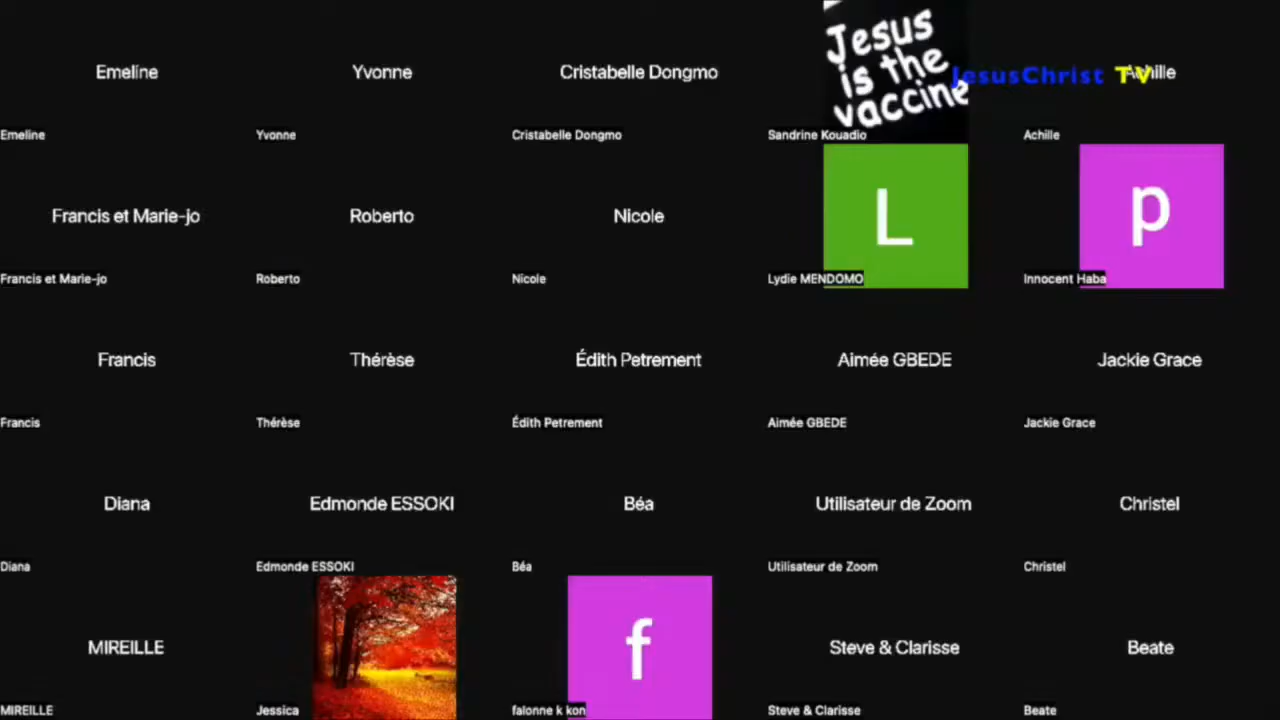 Emeline
Yvonne
Cristabelle Dongmo
Jesus
is the
vaccine
JesusChrist TV
Achille
Emeline
Yvonne
Cristabelle Dongmo
Sandrine Kouadio
Achille
Francis et Marie-jo
Roberto
Nicole
L
p
Francis et Marie-jo
Roberto
Nicole
Lydie MENDOMO
Innocent Haba
Francis
Thérèse
Édith Petrement
Aimée GBEDE
Jackie Grace
Francis
Thérèse
Édith Petrement
Aimée GBEDE
Jackie Grace
Diana
Edmonde ESSOKI
Béa
Utilisateur de Zoom
Christel
Diana
Edmonde ESSOKI
Béa
Utilisateur de Zoom
Christel
MIREILLE
f
Steve & Clarisse
Beate
MIREILLE
Jessica
falonne k kon
Steve & Clarisse
Beate